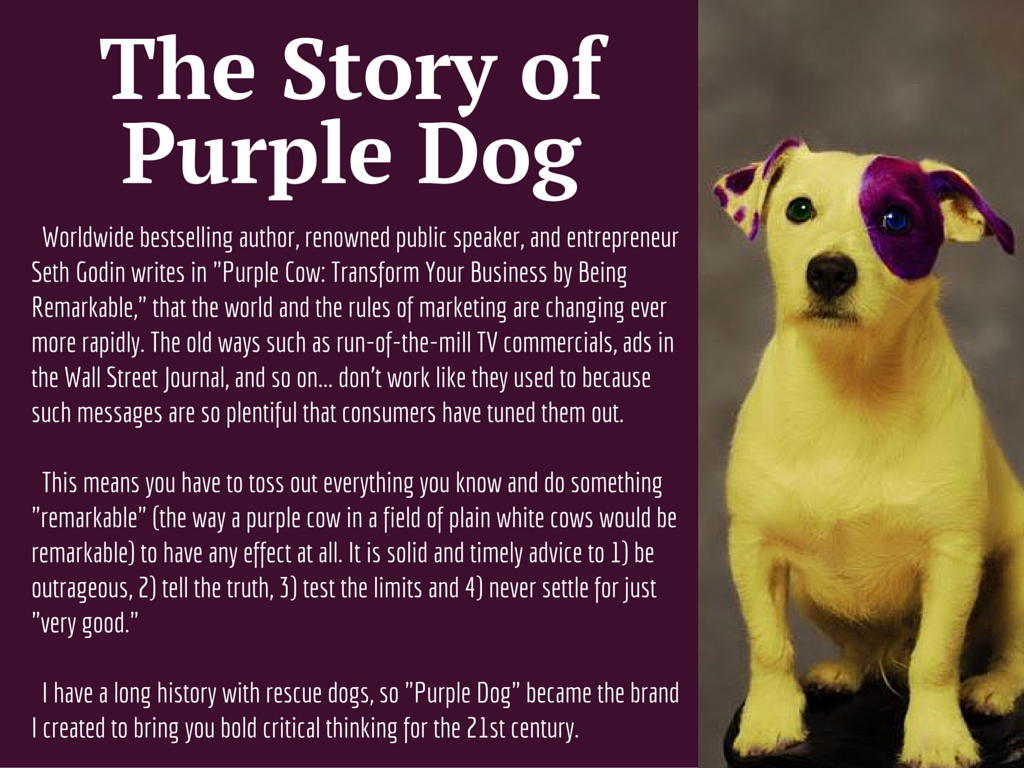 The Story of
Purple Dog
Worldwide bestselling author, renowned public speaker, and entrepreneur
Seth Godin writes in "Purple Cow: Transform Your Business by Being
Remarkable," that the world and the rules of marketing are changing ever
more rapidly. The old ways such as run-of-the-mill TV commercials, ads in
the Wall Street Journal, and so on... don't work like they used to because
such messages are so plentiful that consumers have tuned them out.
This means you have to toss out everything you know and do something
"remarkable" (the way a purple cow in a field of plain white cows would be
remarkable) to have any effect at all. It is solid and timely advice to 1) be
outrageous, 2) tell the truth, 3) test the limits and 4) never settle for just
"very good."
I have a long history with rescue dogs, so "Purple Dog" became the brand
I created to bring you bold critical thinking for the 21st century.